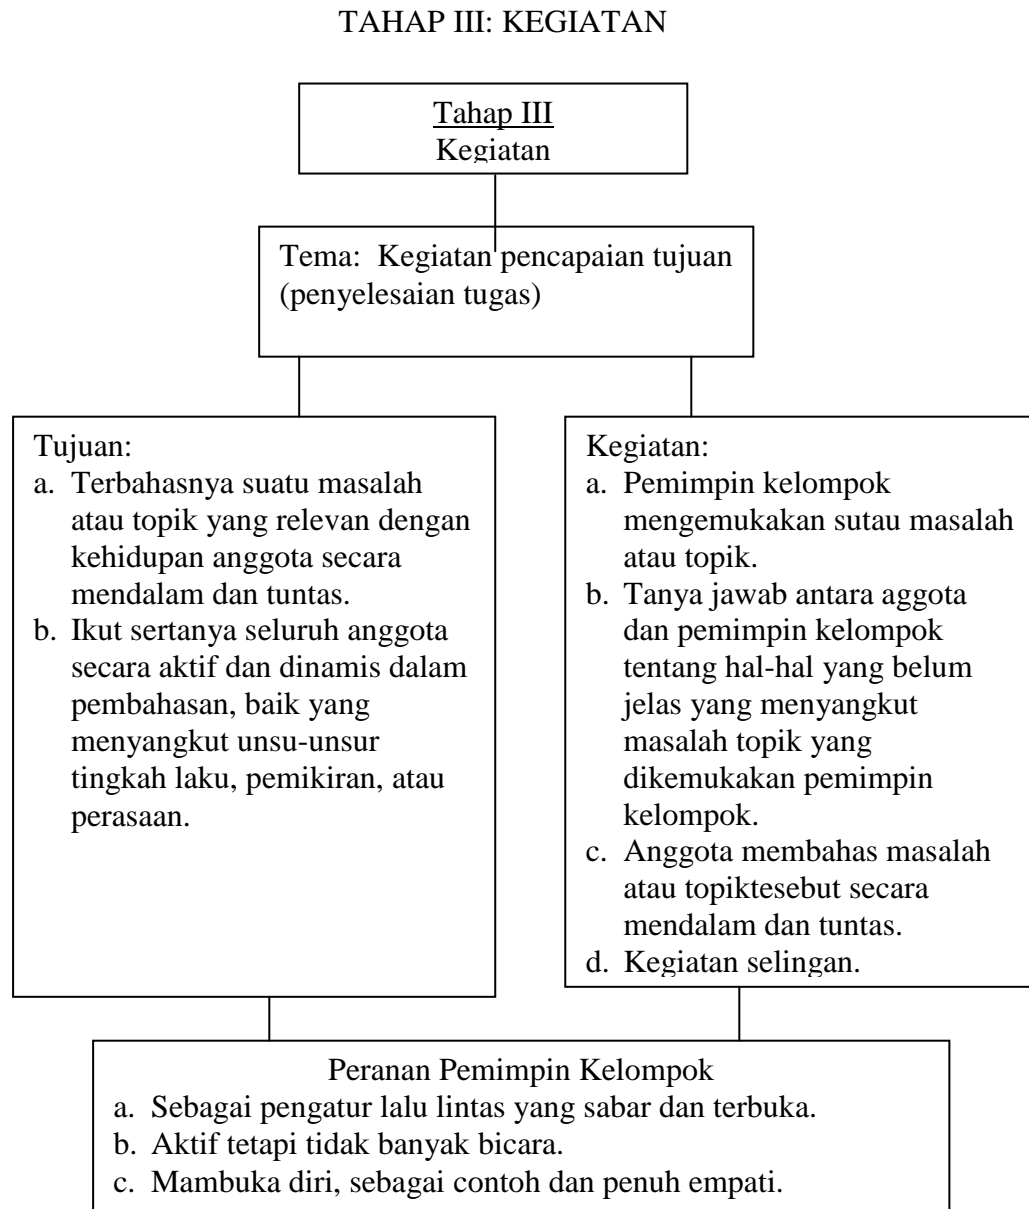 TAHAP III: KEGIATAN
Tahap III
Kegiatan
Tema: Kegiatan pencapaian tujuan
(penyelesaian tugas)
Tujuan:
a. Terbahasnya suatu masalah
atau topik yang relevan dengan
kehidupan anggota secara
mendalam dan tuntas.
b. Ikut sertanya seluruh anggota
secara aktif dan dinamis dalam
pembahasan, baik yang
menyangkut unsu-unsur
tingkah laku, pemikiran, atau
perasaan.
Kegiatan:
a. Pemimpin kelompok
mengemukakan sutau masalah
atau topik.
b. Tanya jawab antara aggota
dan pemimpin kelompok
tentang hal-hal yang belum
jelas yang menyangkut
masalah topik yang
dikemukakan pemimpin
kelompok.
c. Anggota membahas masalah
atau topiktesebut secara
mendalam dan tuntas.
d. Kegiatan selingan.
Peranan Pemimpin Kelompok
a. Sebagai pengatur lalu lintas yang sabar dan terbuka.
b. Aktif tetapi tidak banyak bicara.
c. Mambuka diri, sebagai contoh dan penuh empati.